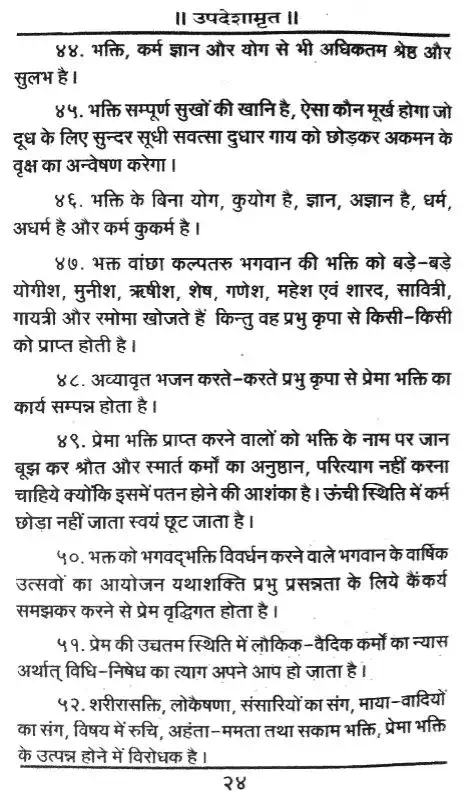 ॥ उपदेशामृत ॥
४४. भक्ति, कर्म ज्ञान और योग से भी अधिकतम श्रेष्ठ और
सुलभ है।
४५. भक्ति सम्पूर्ण सुखों की खानि है, ऐसा कौन मूर्ख होगा जो
दूध के लिए सुन्दर सूधी सवत्सा दुधार गाय को छोड़कर अकमन के
वृक्ष का अन्वेषण करेगा।
४६. भक्ति के बिना योग, कुयोग है, ज्ञान, अज्ञान है, धर्म,
अधर्म है और कर्म कुकर्म है।
४७. भक्त वांछा कल्पतरु भगवान की भक्ति को बड़े-बड़े
योगीश, मुनीश, ऋषीश, शेष, गणेश, महेश एवं शारद, सावित्री,
गायत्री और रमोमा खोजते हैं किन्तु वह प्रभु कृपा से किसी-किसी
को प्राप्त होती है।
४८. अव्यावृत भजन करते-करते प्रभु कृपा से प्रेमा भक्ति का
कार्य सम्पन्न होता है।
४९. प्रेमा भक्ति प्राप्त करने वालों को भक्ति के नाम पर जान
बूझ कर श्रौत और स्मार्त कर्मों का अनुष्ठान, परित्याग नहीं करना
चाहिये क्योंकि इसमें पतन होने की आशंका है। ऊंची स्थिति में कर्म
छोड़ा नहीं जाता स्वयं छूट जाता है।
५०. भक्त को भगवद्भक्ति विवर्धन करने वाले भगवान के वार्षिक
उत्सवों का आयोजन यथाशक्ति प्रभु प्रसन्नता के लिये कैंकर्य
समझकर करने से प्रेम वृद्धिगत होता है।
५१. प्रेम की उच्चतम स्थिति में लौकिक-वैदिक कर्मों का न्यास
अर्थात् विधि-निषेध का त्याग अपने आप हो जाता है।
५२. शरीरासक्ति, लोकैषणा, संसारियों का संग, माया-वादियों
का संग, विषय में रुचि, अहंता-ममता तथा सकाम भक्ति, प्रेमा भक्ति
के उत्पन्न होने में विरोधक है।
२४